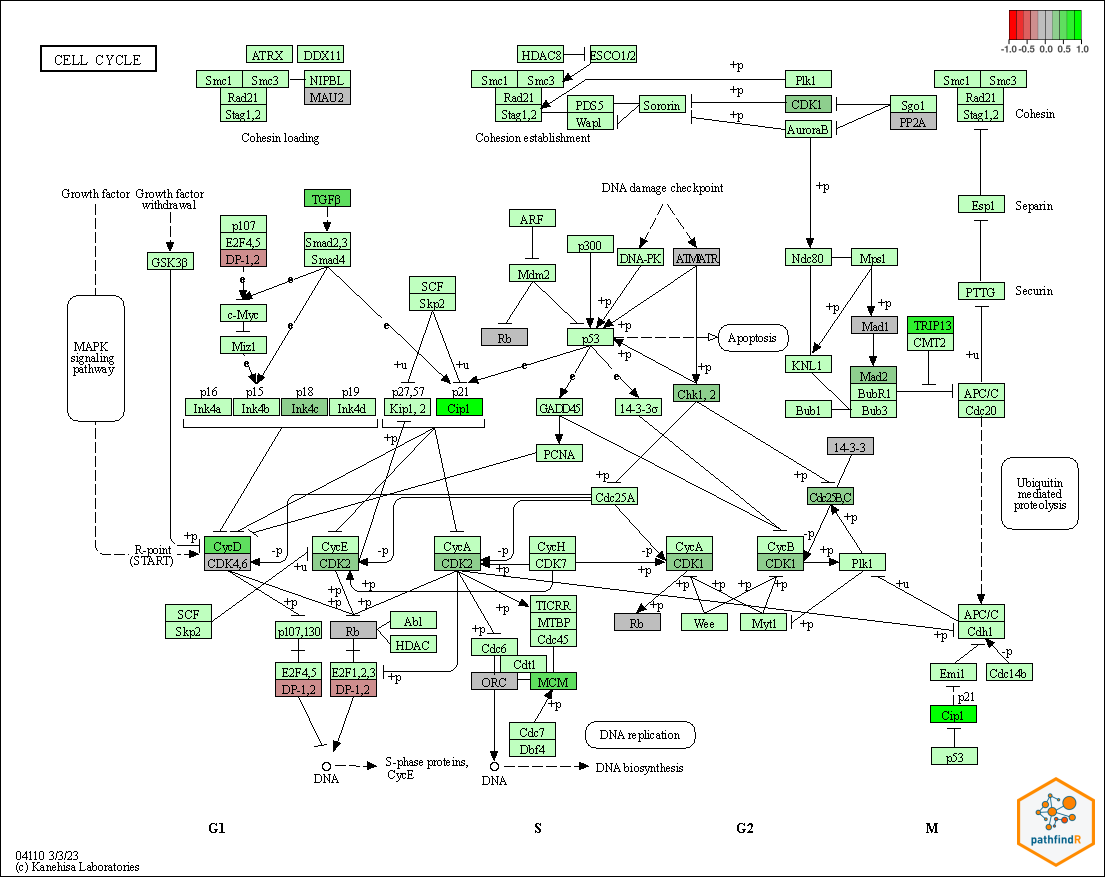 CELL CYCLE
-1.0 -0.5 0.0 0.5 1.0
ATRX DDX11
Smc1 Smc3 NIPBL
Rad21 MAU2
Stag1,2
Cohesin loading
HDAC8 ESCO1/2
Smc1 Smc3
Rad21 PDS5 Sororin
Stag1,2 Wapl
Cohesion establishment
+p Plk1
+p CDK1 Sgo1
+p AuroraB PP2A
Smc1 Smc3
Rad21 Cohesin
Stag1,2
+p
Esp1 Separin
PTTG Securin
+u
Growth factor Growth factor
withdrawal
GSK3β
MAPK
signaling
pathway
p107
E2F4,5
DP-1,2
e
c-Myc
Miz1
e
TGFβ
Smad2,3
Smad4
e
e
e
SCF
Skp2
+u +u
ARF
Mdm2
Rb
p300
DNA damage checkpoint
DNA-PK ATM/ATR
+p
+p
p53
+p
Apoptosis
e e
+p
Ndc80 Mps1
+p +p
Mad1
KNL1
Mad2
BubR1
Bub1 Bub3
TRIP13
CMT2
APC/C
Cdc20
p16 p15 p18 p19 p27,57 p21
Ink4a Ink4b Ink4c Ink4d Kip1, 2 Cip1
GADD45 14-3-3σ Chk1, 2
+p
PCNA
14-3-3
+p +p
Cdc25A Cdc25B,C
Ubiquitin
mediated
proteolysis
R-point
(START)
+p
CycD -p
CDK4,6
+u
CycE -p
CDK2
+p +p
CycA -p
CDK2 +p
CycH
CDK7
-p CycA
CDK1
+p
CycB -p
CDK1 +p
Plk1
+p
+u
SCF
Skp2
+p +p
p107,130 Rb
Abl
HDAC
E2F4,5 E2F1,2,3
DP-1,2 DP-1,2
+p
+p
Cdc6
Cdt1
ORC MCM
+p
TICRR
MTBP
Cdc45
+p
Cdc7
Dbf4
+p
Rb Wee Myt1
+p +p
+p
+p
APC/C
Cdh1
-p
Emi1 Cdc14b
p21
Cip1
p53
DNA replication
DNA
S-phase proteins,
CycE
DNA
DNA biosynthesis
G1 S G2 M
04110 3/3/23
(c) Kanehisa Laboratories
pathfindR